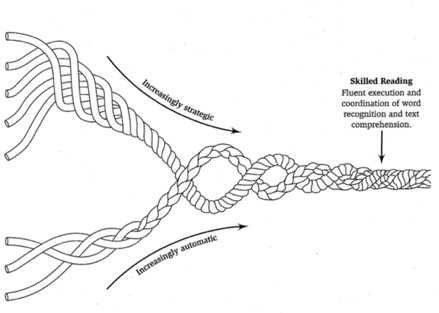 Increasingly strategic
Skilled Reading
Fluent execution and
coordination of word
recognition and text
comprehension.
Increasingly automatic